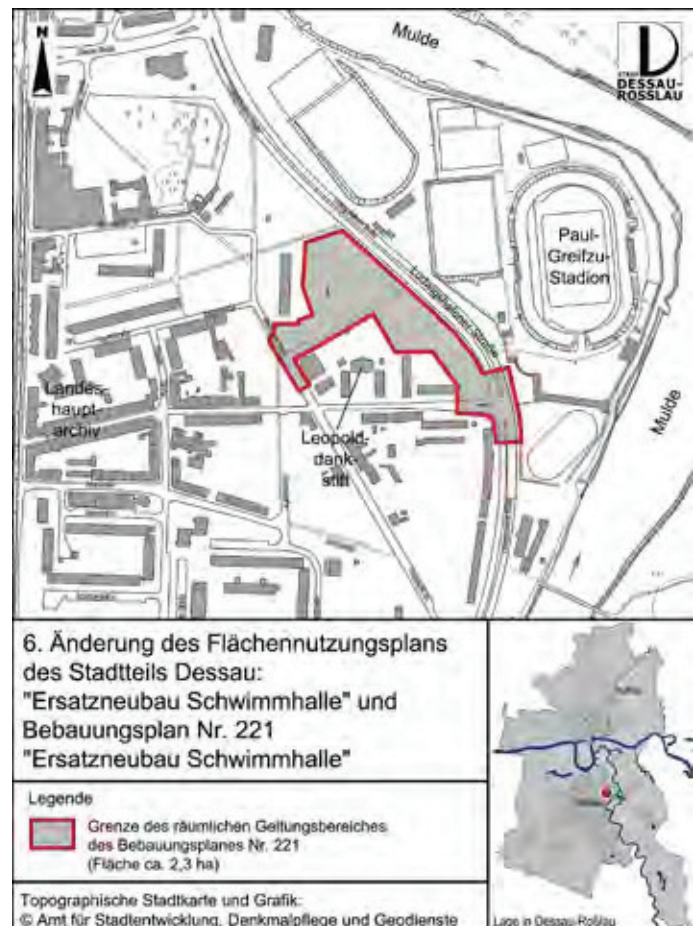 N
Mulde
STADT
DESSAU-
ROSSLAU
Paul-
Greifzu-
Stadion
Ludwigshafener Straße
Landes-
haupt-
archiv
Leopold-
dank-
stift
Mulde
6. Änderung des Flächennutzungsplans
des Stadtteils Dessau:
"Ersatzneubau Schwimmhalle" und
Bebauungsplan Nr. 221
"Ersatzneubau Schwimmhalle"
Legende
Grenze des räumlichen Geltungsbereiches
des Bebauungsplanes Nr. 221
(Fläche ca. 2,3 ha)
Topographische Stadtkarte und Grafik:
© Amt für Stadtentwicklung, Denkmalpflege und Geodienste
Lage in Dessau-Roßlau